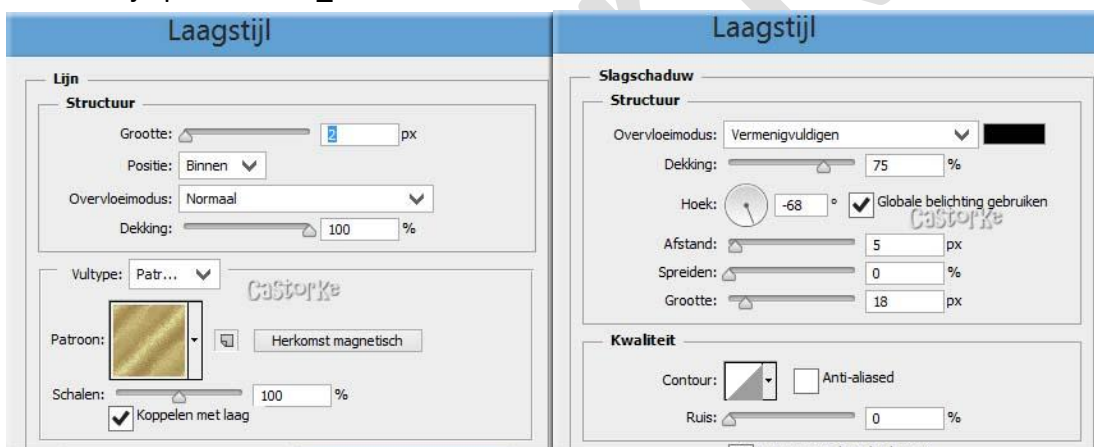 Laagstijl
Lijn
Structuur
Grootte: 2 px
Positie: Binnen
Overvloeimodus: Normaal
Dekking: 100 %
Vultype: Patr...
CaStorKe
Patroon:
Herkomst magnetisch
Schalen: 100 %
Koppelen met laag
Laagstijl
Slagschaduw
Structuur
Overvloeimodus: Vermenigvuldigen
Dekking: 75 %
Hoek: -68 ° Globale belichting gebruiken
CaStorKe
Afstand: 5 px
Spreiden: 0 %
Grootte: 18 px
Kwaliteit
Contour: Anti-aliased
Ruis: 0 %